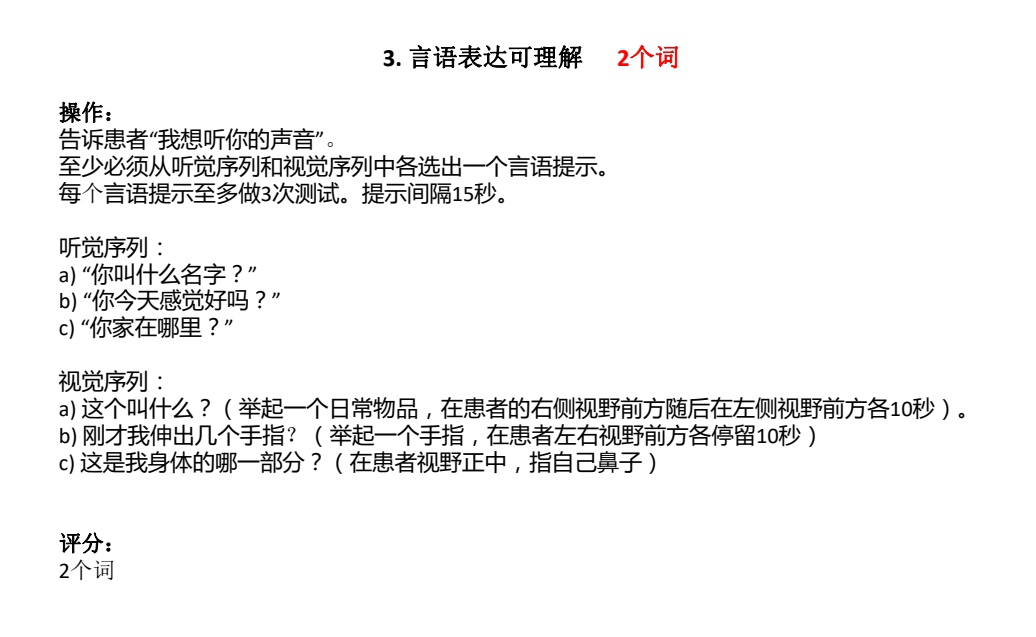 3. 言语表达可理解 2个词
操作：
告诉患者“我想听你的声音”。
至少必须从听觉序列和视觉序列中各选出一个言语提示。
每个言语提示至多做3次测试。提示间隔15秒。
听觉序列：
a) “你叫什么名字？”
b) “你今天感觉好吗？”
c) “你家在哪里？”
视觉序列：
a) 这个叫什么？（举起一个日常物品，在患者的右侧视野前方随后在左侧视野前方各10秒）。
b) 刚才我伸出几个手指？（举起一个手指，在患者左右视野前方各停留10秒）
c) 这是我身体的哪一部分？（在患者视野正中，指自己鼻子）
评分：
2个词